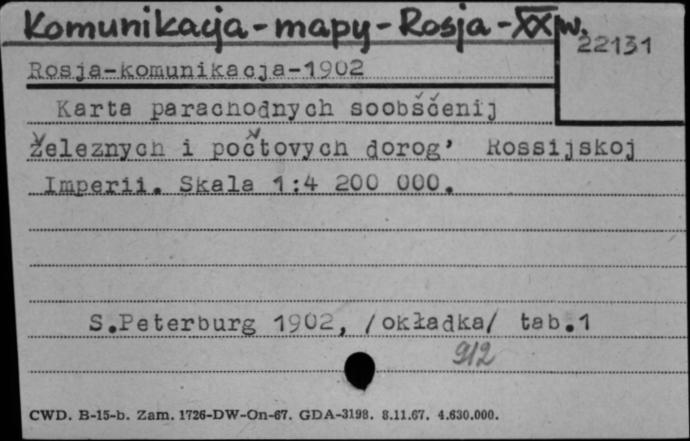 Komunikacja - mapy - Rosja - XX w.
22131
Rosja-komunikacja-1902
Karta parachodnych soobščenij
železnych i počtovych dorog’ Rossijskoj
Imperii. Skala 1:4 200 000.
S.Peterburg 1902, /okładka/ tab.1
912
CWD. B-15-b. Zam. 1726-DW-On-67. GDA-3198. 8.11.67. 4.630.000.